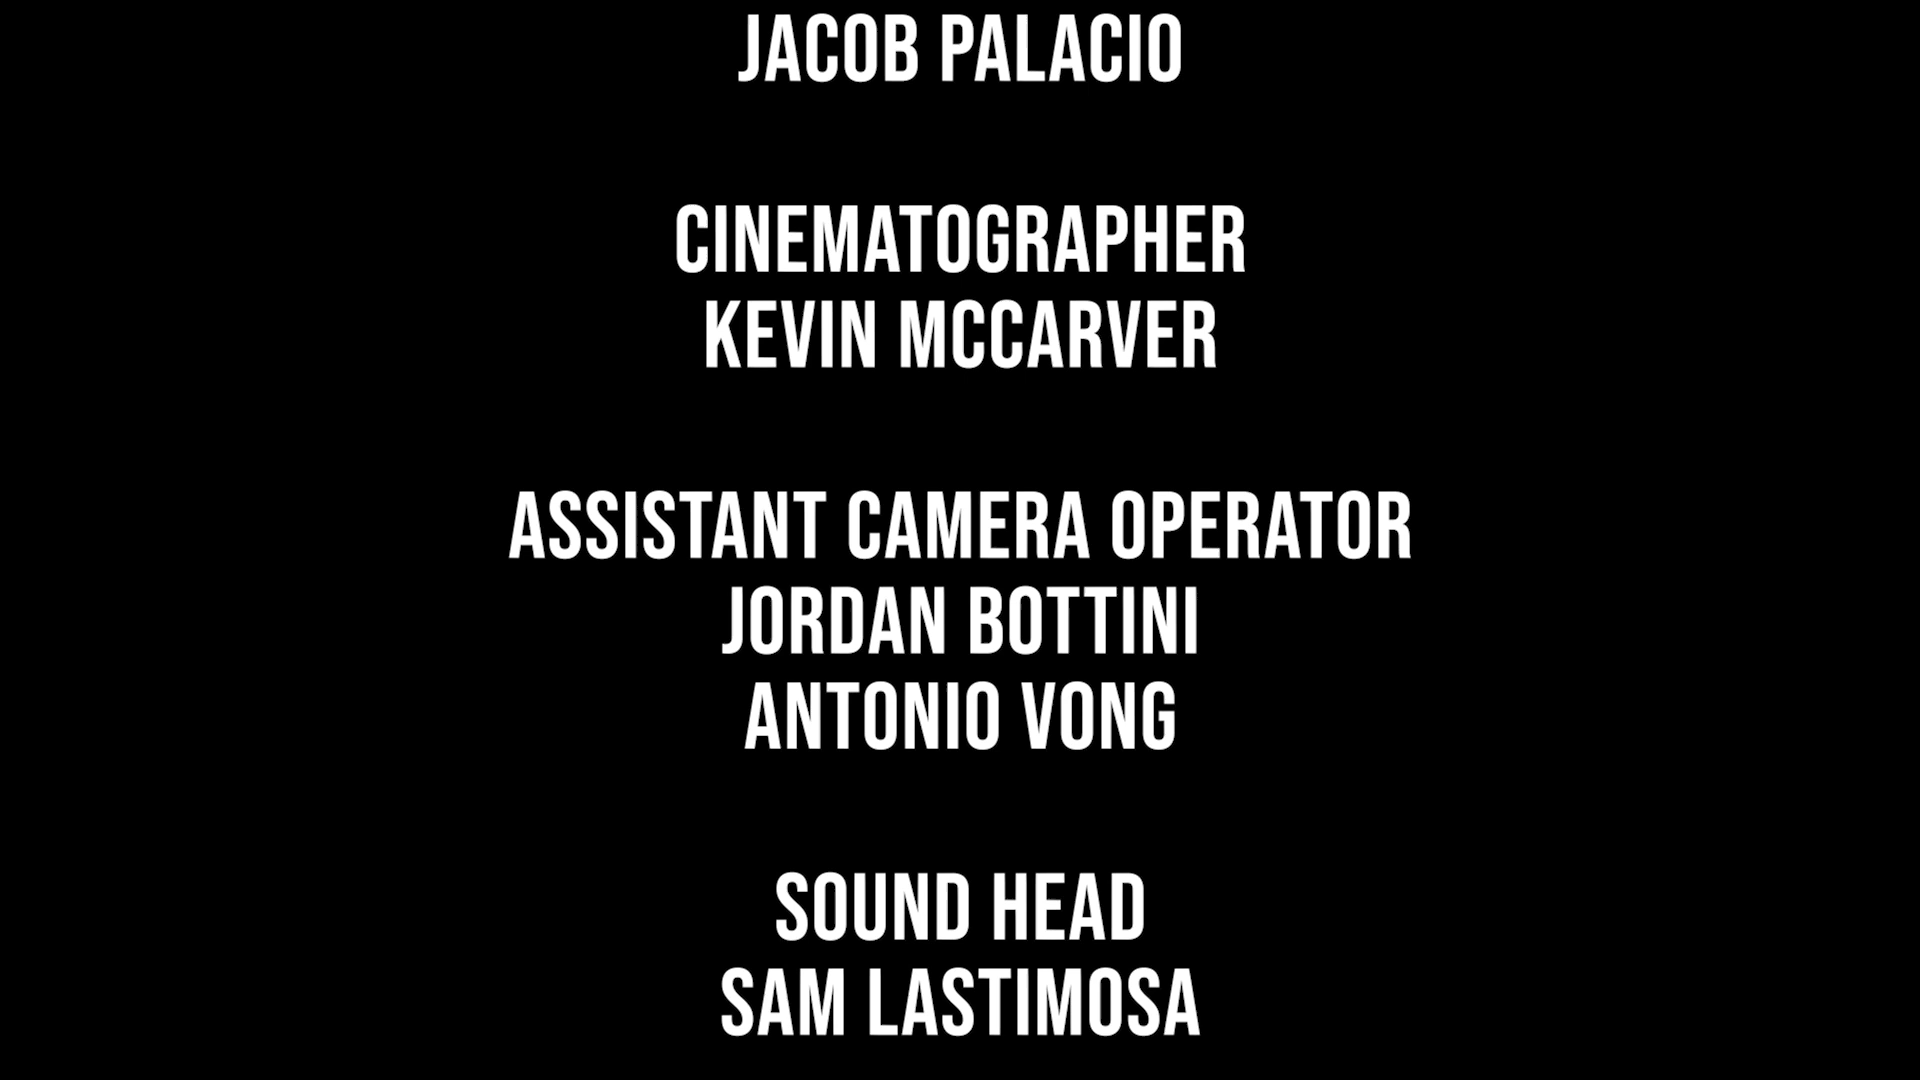 JACOB PALACIO
CINEMATOGRAPHER
KEVIN MCCARVER
ASSISTANT CAMERA OPERATOR
JORDAN BOTTINI
ANTONIO VONG
SOUND HEAD
SAM LASTIMOSA